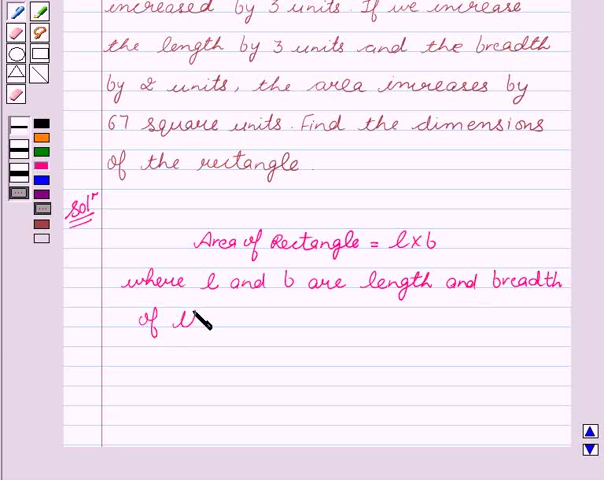 increased by 3 units. If we increase
the length by 3 units and the breadth
by 2 units, the area increases by
67 square units. Find the dimensions
of the rectangle.
Solⁿ
Area of Rectangle = l×b
where l and b are length and breadth
of